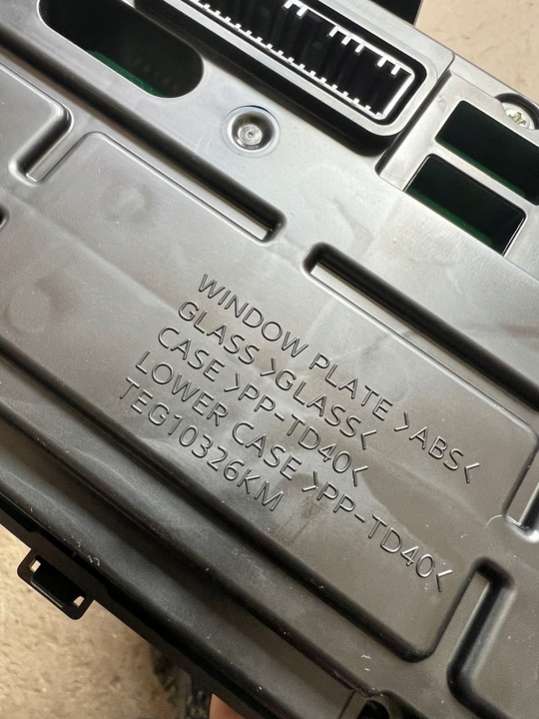 WINDOW PLATE >ABS<
GLASS >GLASS<
CASE >PP-TD40<
LOWER CASE >PP-TD40<
TEG10326KM